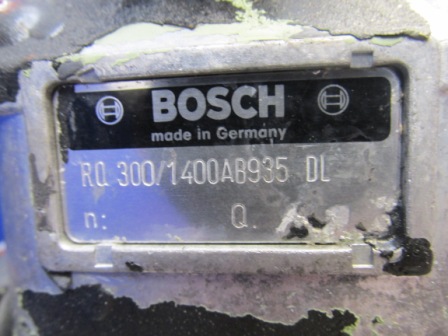 BOSCH
made in Germany
RQ 300/1400AB935 DL
n: Q.